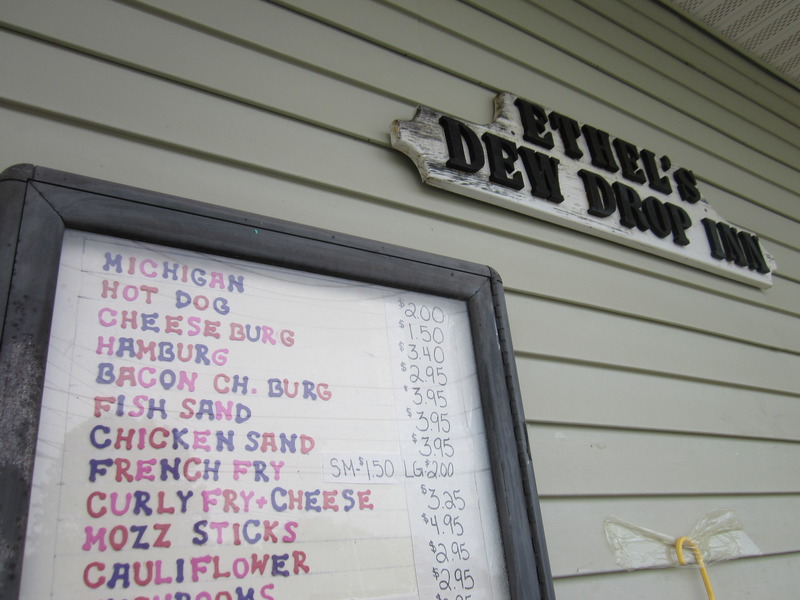 ETHEL'S
DEW DROP INN
MICHIGAN $2.00
HOT DOG $1.50
CHEESEBURG $3.40
HAMBURG $2.95
BACON CH. BURG $3.95
FISH SAND $3.95
CHICKEN SAND $3.95
FRENCH FRY SM-$1.50 LG-$2.00
CURLY FRY+CHEESE $3.25
MOZZ STICKS $4.95
CAULIFLOWER $2.95
MUSHROOMS $2.95